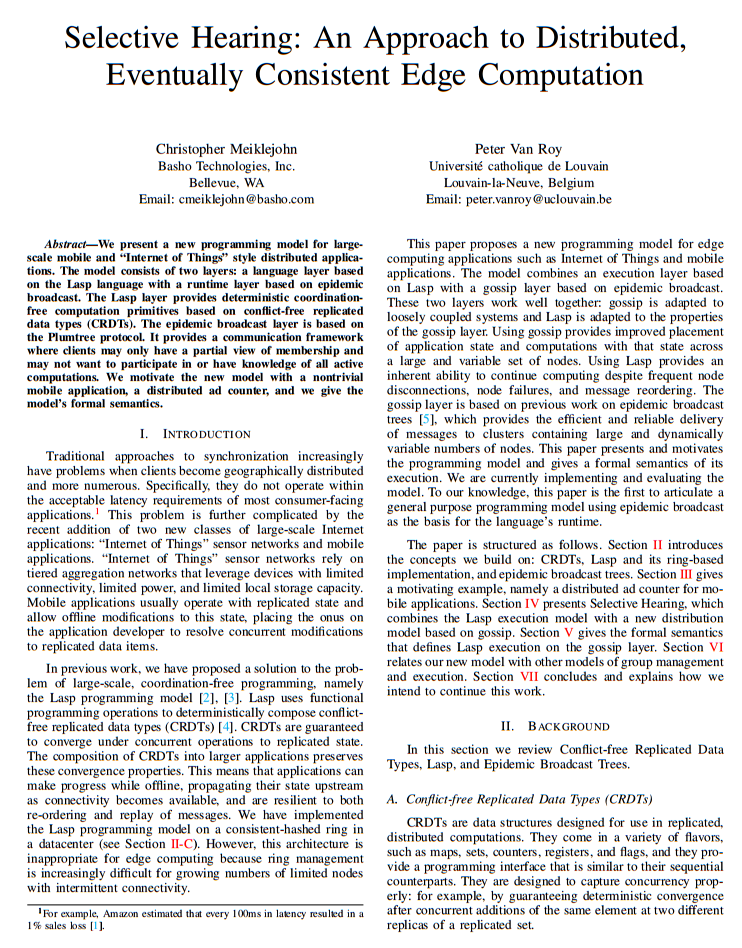 Selective Hearing: An Approach to Distributed,
Eventually Consistent Edge Computation
Christopher Meiklejohn
Basho Technologies, Inc.
Bellevue, WA
Email: cmeiklejohn@basho.com
Peter Van Roy
Université catholique de Louvain
Louvain-la-Neuve, Belgium
Email: peter.vanroy@uclouvain.be
Abstract—We present a new programming model for large-
scale mobile and “Internet of Things” style distributed applica-
tions. The model consists of two layers: a language layer based
on the Lasp language with a runtime layer based on epidemic
broadcast. The Lasp layer provides deterministic coordination-
free computation primitives based on conflict-free replicated
data types (CRDTs). The epidemic broadcast layer is based on
the Plumtree protocol. It provides a communication framework
where clients may only have a partial view of membership and
may not want to participate in or have knowledge of all active
computations. We motivate the new model with a nontrivial
mobile application, a distributed ad counter, and we give the
model’s formal semantics.
I. INTRODUCTION
Traditional approaches to synchronization increasingly
have problems when clients become geographically distributed
and more numerous. Specifically, they do not operate within
the acceptable latency requirements of most consumer-facing
applications.1 This problem is further complicated by the
recent addition of two new classes of large-scale Internet
applications: “Internet of Things” sensor networks and mobile
applications. “Internet of Things” sensor networks rely on
tiered aggregation networks that leverage devices with limited
connectivity, limited power, and limited local storage capacity.
Mobile applications usually operate with replicated state and
allow offline modifications to this state, placing the onus on
the application developer to resolve concurrent modifications
to replicated data items.
In previous work, we have proposed a solution to the prob-
lem of large-scale, coordination-free programming, namely
the Lasp programming model [2], [3]. Lasp uses functional
programming operations to deterministically compose conflict-
free replicated data types (CRDTs) [4]. CRDTs are guaranteed
to converge under concurrent operations to replicated state.
The composition of CRDTs into larger applications preserves
these convergence properties. This means that applications can
make progress while offline, propagating their state upstream
as connectivity becomes available, and are resilient to both
re-ordering and replay of messages. We have implemented
the Lasp programming model on a consistent-hashed ring in
a datacenter (see Section II-C). However, this architecture is
inappropriate for edge computing because ring management
is increasingly difficult for growing numbers of limited nodes
with intermittent connectivity.
1For example, Amazon estimated that every 100ms in latency resulted in a
1% sales loss [1].
This paper proposes a new programming model for edge
computing applications such as Internet of Things and mobile
applications. The model combines an execution layer based
on Lasp with a gossip layer based on epidemic broadcast.
These two layers work well together: gossip is adapted to
loosely coupled systems and Lasp is adapted to the properties
of the gossip layer. Using gossip provides improved placement
of application state and computations with that state across
a large and variable set of nodes. Using Lasp provides an
inherent ability to continue computing despite frequent node
disconnections, node failures, and message reordering. The
gossip layer is based on previous work on epidemic broadcast
trees [5], which provides the efficient and reliable delivery
of messages to clusters containing large and dynamically
variable numbers of nodes. This paper presents and motivates
the programming model and gives a formal semantics of its
execution. We are currently implementing and evaluating the
model. To our knowledge, this paper is the first to articulate a
general purpose programming model using epidemic broadcast
as the basis for the language’s runtime.
The paper is structured as follows. Section II introduces
the concepts we build on: CRDTs, Lasp and its ring-based
implementation, and epidemic broadcast trees. Section III gives
a motivating example, namely a distributed ad counter for mo-
bile applications. Section IV presents Selective Hearing, which
combines the Lasp execution model with a new distribution
model based on gossip. Section V gives the formal semantics
that defines Lasp execution on the gossip layer. Section VI
relates our new model with other models of group management
and execution. Section VII concludes and explains how we
intend to continue this work.
II. BACKGROUND
In this section we review Conflict-free Replicated Data
Types, Lasp, and Epidemic Broadcast Trees.
A. Conflict-free Replicated Data Types (CRDTs)
CRDTs are data structures designed for use in replicated,
distributed computations. They come in a variety of flavors,
such as maps, sets, counters, registers, and flags, and they pro-
vide a programming interface that is similar to their sequential
counterparts. They are designed to capture concurrency prop-
erly: for example, by guaranteeing deterministic convergence
after concurrent additions of the same element at two different
replicas of a replicated set.